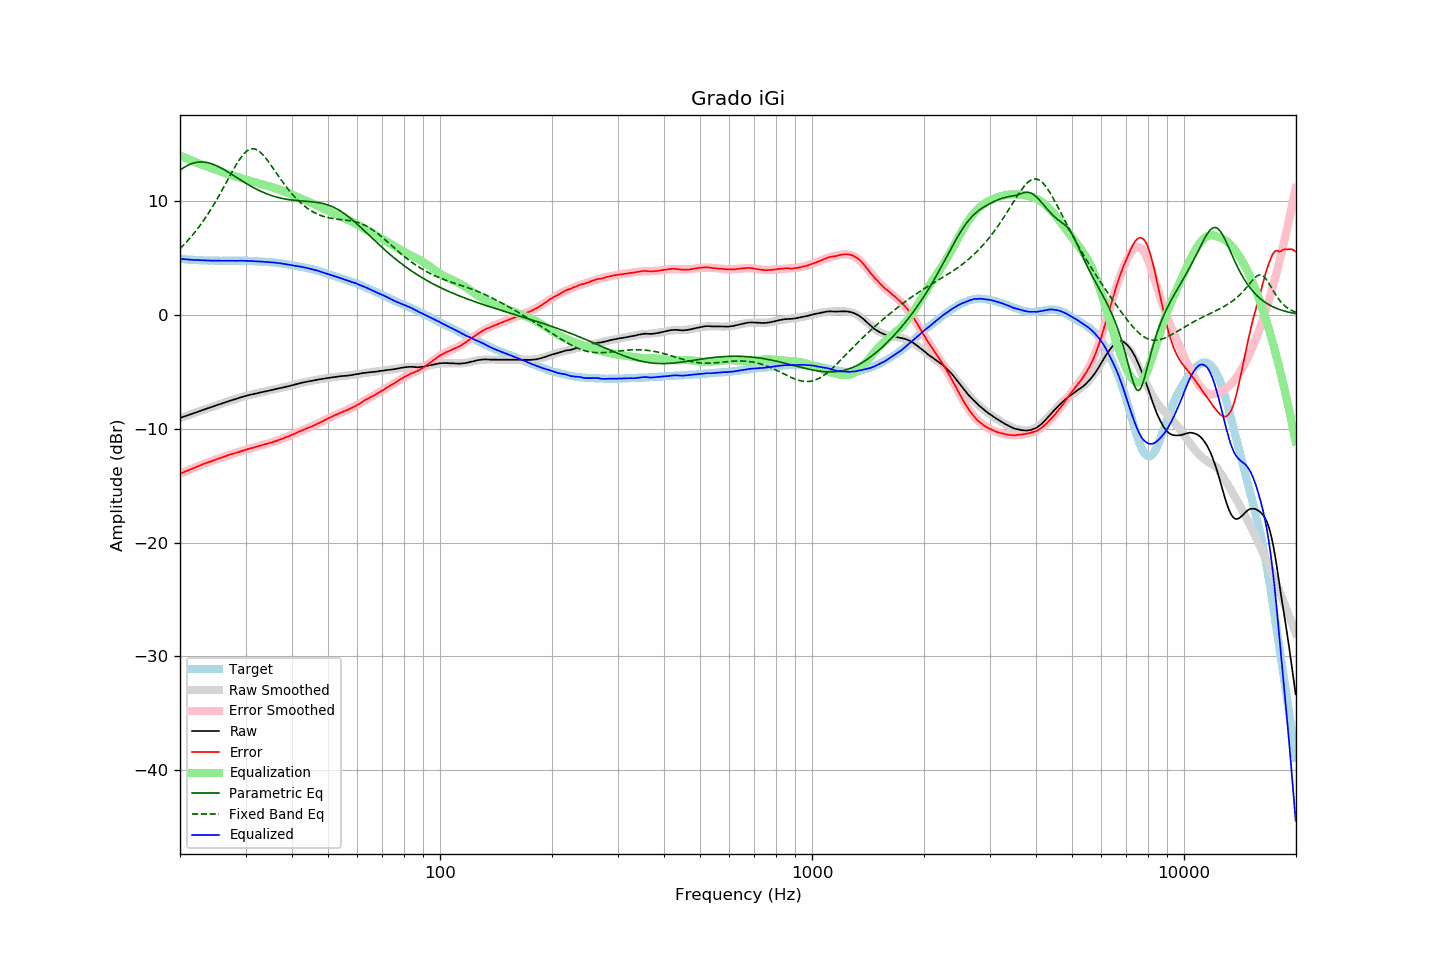 Grado iGi
Amplitude (dBr)
10
0
−10
−20
−30
−40
Target
Raw Smoothed
Error Smoothed
Raw
Error
Equalization
Parametric Eq
Fixed Band Eq
Equalized
100
1000
10000
Frequency (Hz)